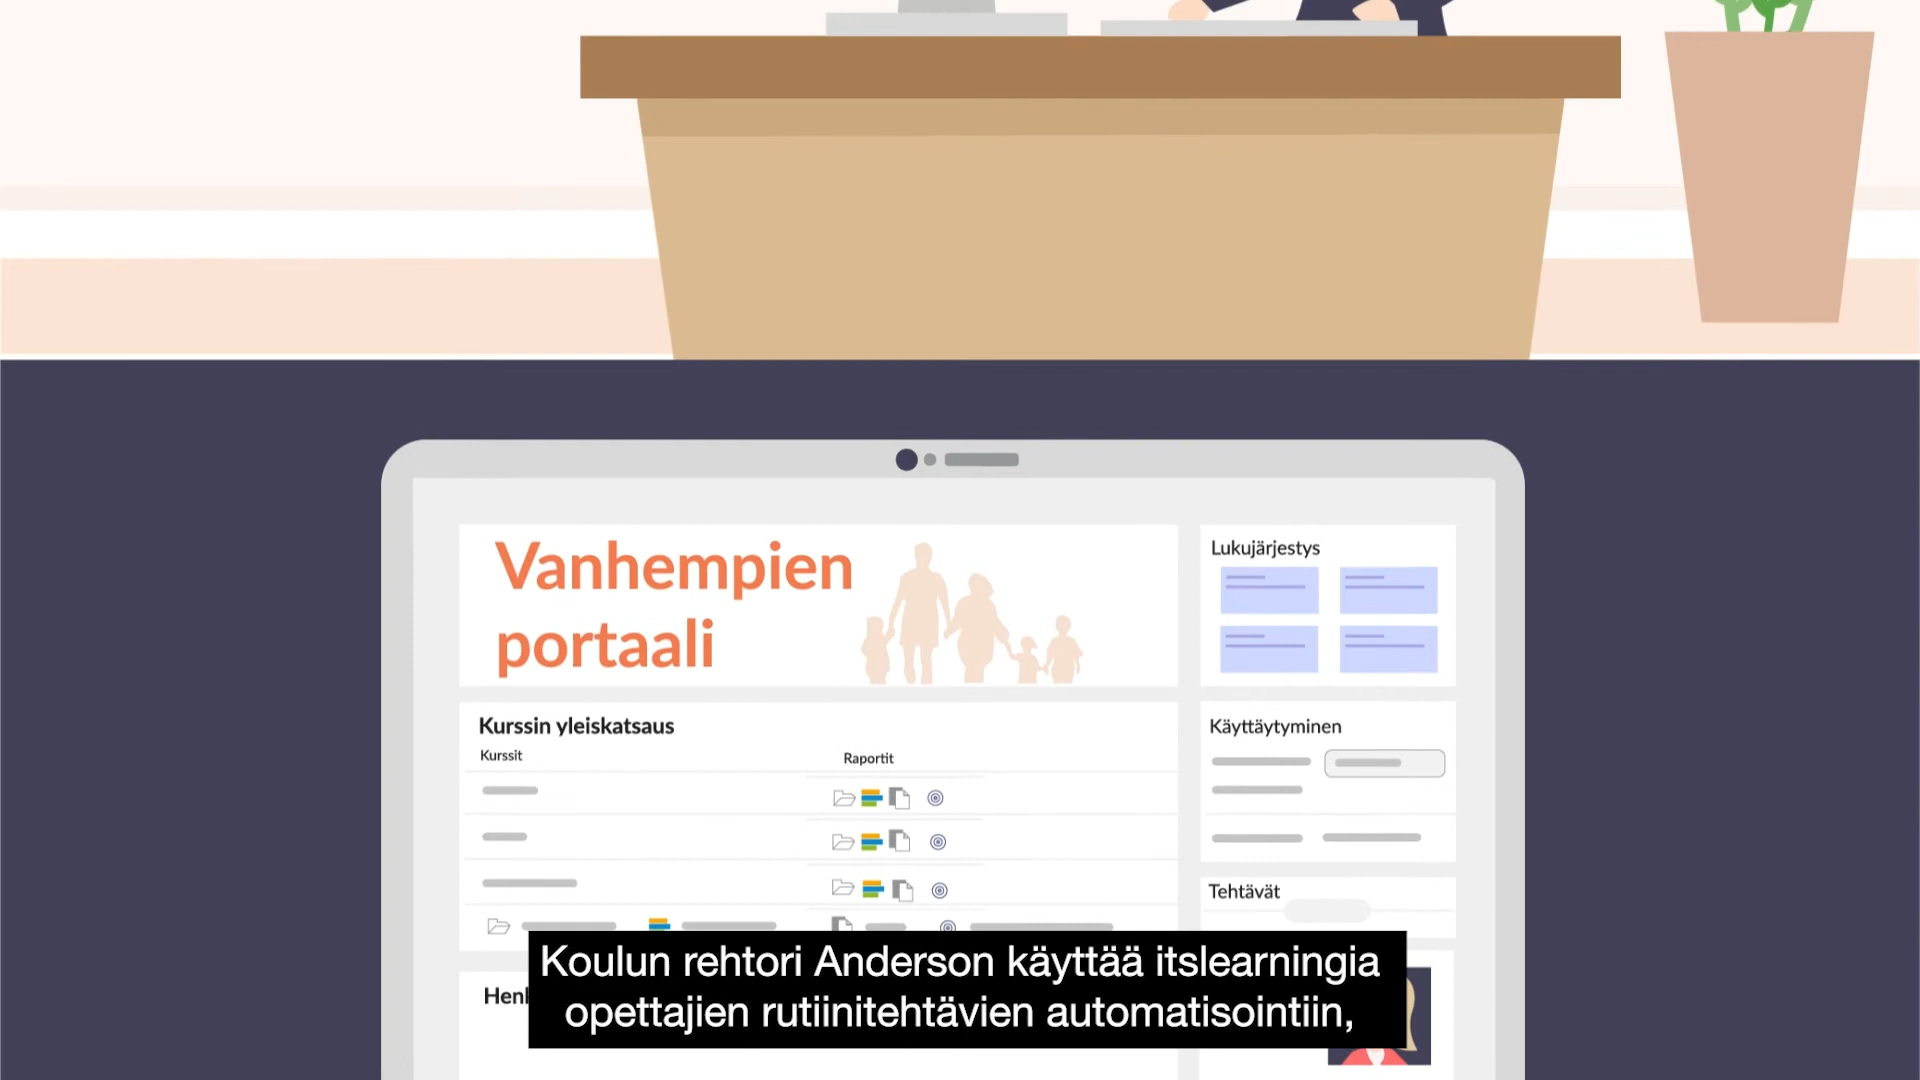 Vanhempien
portaali
Lukujärjestys
Kurssin yleiskatsaus
Kurssit
Raportit
Käyttäytyminen
Tehtävät
Koulun rehtori Anderson käyttää itslearningia
opettajien rutiinitehtävien automatisointiin,